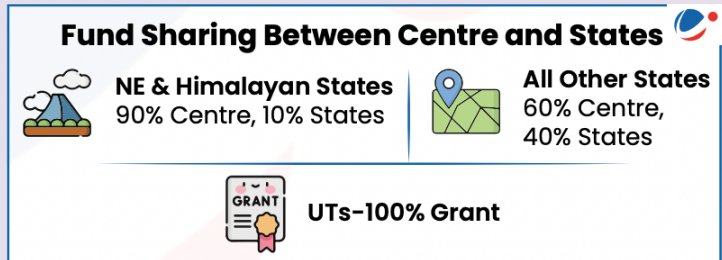 Fund Sharing Between Centre and States
NE & Himalayan States
90% Centre, 10% States
All Other States
60% Centre,
40% States
GRANT
UTs-100% Grant